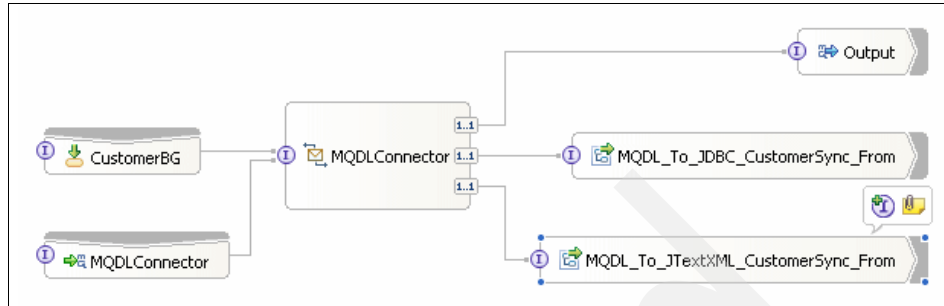 I
Output
1..1
I
CustomerBG
I
MQDLConnector
1..1
I
MQDL_To_JDBC_CustomerSync_From
1..1
I
I
MQDLConnector
I
MQDL_To_JTextXML_CustomerSync_From